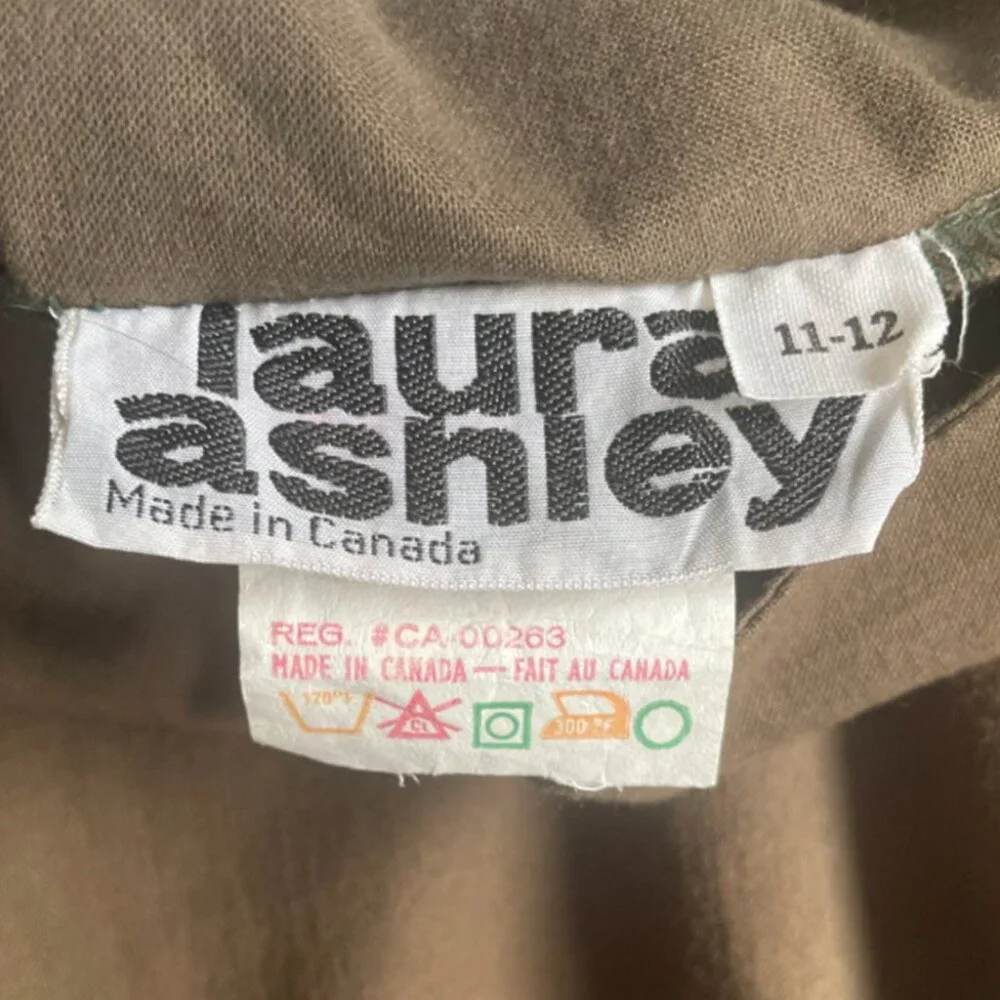 laura
11-12
ashley
Made in Canada
REG. #CA 00263
MADE IN CANADA — FAIT AU CANADA
120°F
CL
300°F